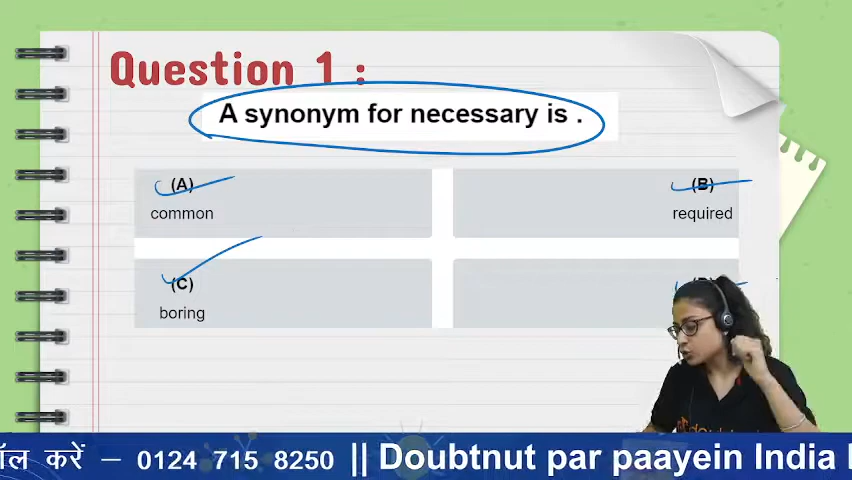 Question 1 :
A synonym for necessary is .
(A)
common
(B)
required
(C)
boring
करें – 0124 715 8250 || Doubtnut par paayein India